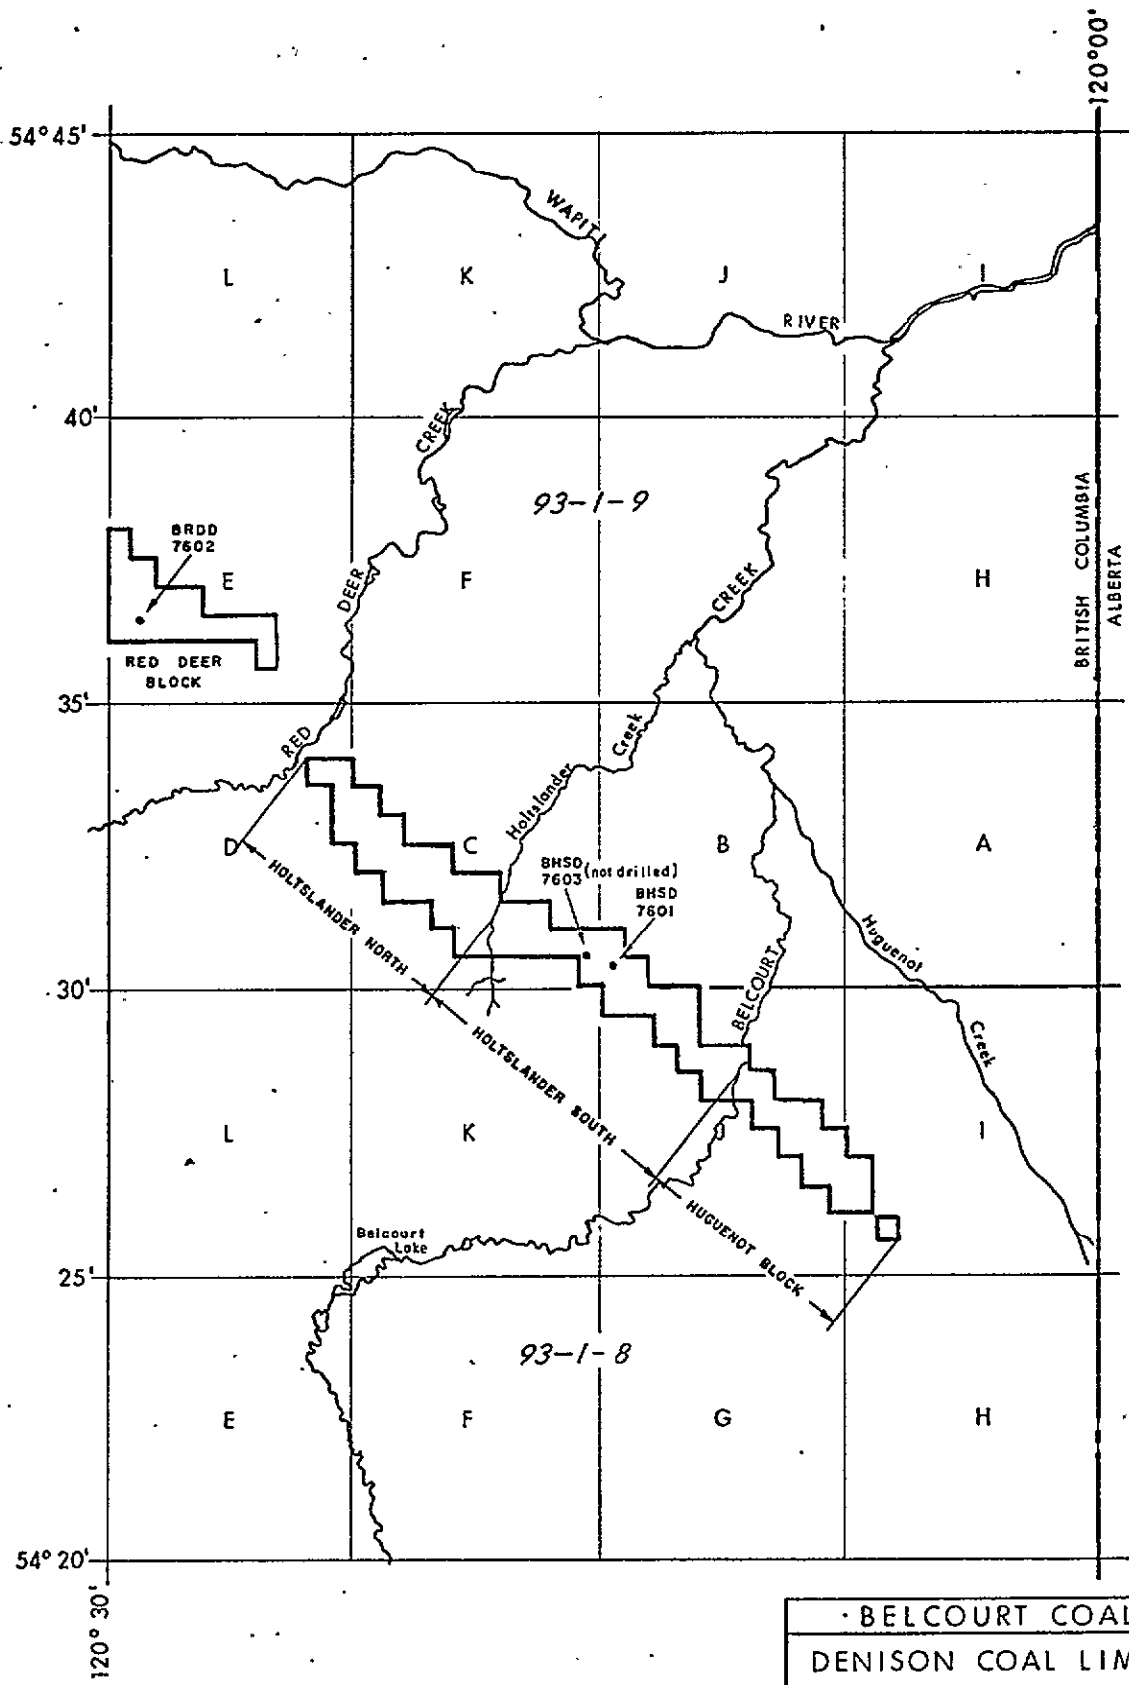 120°00'
54°45'
WAPITI
L
K
J
I
RIVER
40'
CREEK
93-1-9
BRDD
7602
E
DEER
F
CREEK
H
BRITISH COLUMBIA
ALBERTA
RED DEER
BLOCK
35'
RED
Creek
Holtslander
D
C
B
A
BHSD
7603 (not drilled)
BHSD
7601
HOLTSLANDER NORTH
Huguenot
BELCOURT
30'
HOLTSLANDER SOUTH
Creek
L
K
I
HUGUENOT BLOCK
Belcourt
Lake
25'
93-1-8
E
F
G
H
54°20'
120°30'
BELCOURT COAL
DENISON COAL LIM